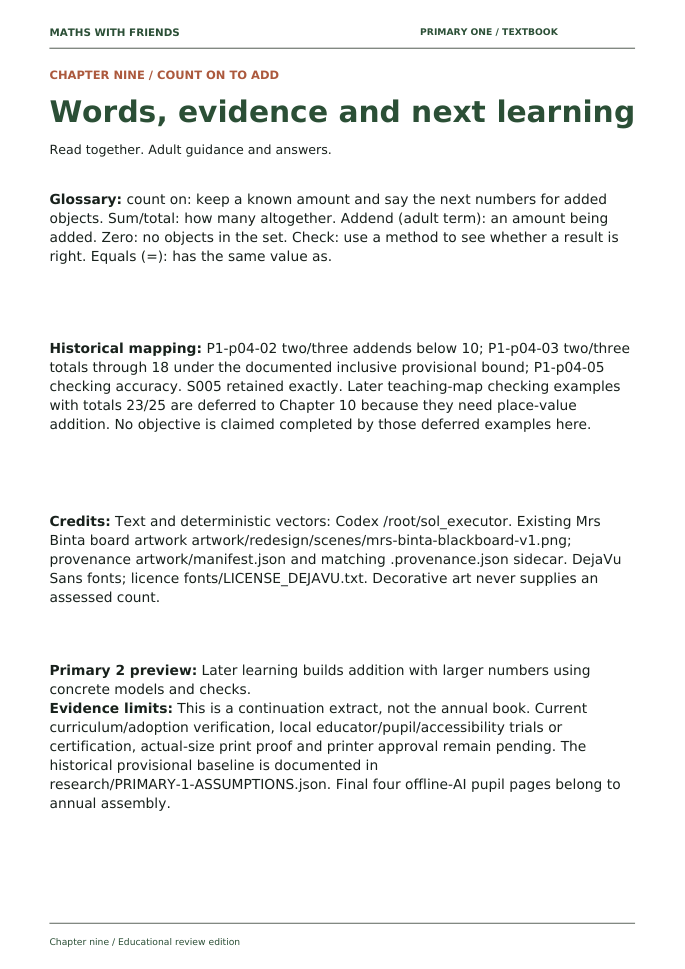 MATHS WITH FRIENDS
PRIMARY ONE / TEXTBOOK
CHAPTER NINE / COUNT ON TO ADD
Words, evidence and next learning
Read together. Adult guidance and answers.
Glossary: count on: keep a known amount and say the next numbers for added
objects. Sum/total: how many altogether. Addend (adult term): an amount being
added. Zero: no objects in the set. Check: use a method to see whether a result is
right. Equals (=): has the same value as.
Historical mapping: P1-p04-02 two/three addends below 10; P1-p04-03 two/three
totals through 18 under the documented inclusive provisional bound; P1-p04-05
checking accuracy. S005 retained exactly. Later teaching-map checking examples
with totals 23/25 are deferred to Chapter 10 because they need place-value
addition. No objective is claimed completed by those deferred examples here.
Credits: Text and deterministic vectors: Codex /root/sol_executor. Existing Mrs
Binta board artwork artwork/redesign/scenes/mrs-binta-blackboard-v1.png;
provenance artwork/manifest.json and matching .provenance.json sidecar. DejaVu
Sans fonts; licence fonts/LICENSE_DEJAVU.txt. Decorative art never supplies an
assessed count.
Primary 2 preview: Later learning builds addition with larger numbers using
concrete models and checks.
Evidence limits: This is a continuation extract, not the annual book. Current
curriculum/adoption verification, local educator/pupil/accessibility trials or
certification, actual-size print proof and printer approval remain pending. The
historical provisional baseline is documented in
research/PRIMARY-1-ASSUMPTIONS.json. Final four offline-AI pupil pages belong to
annual assembly.
Chapter nine / Educational review edition